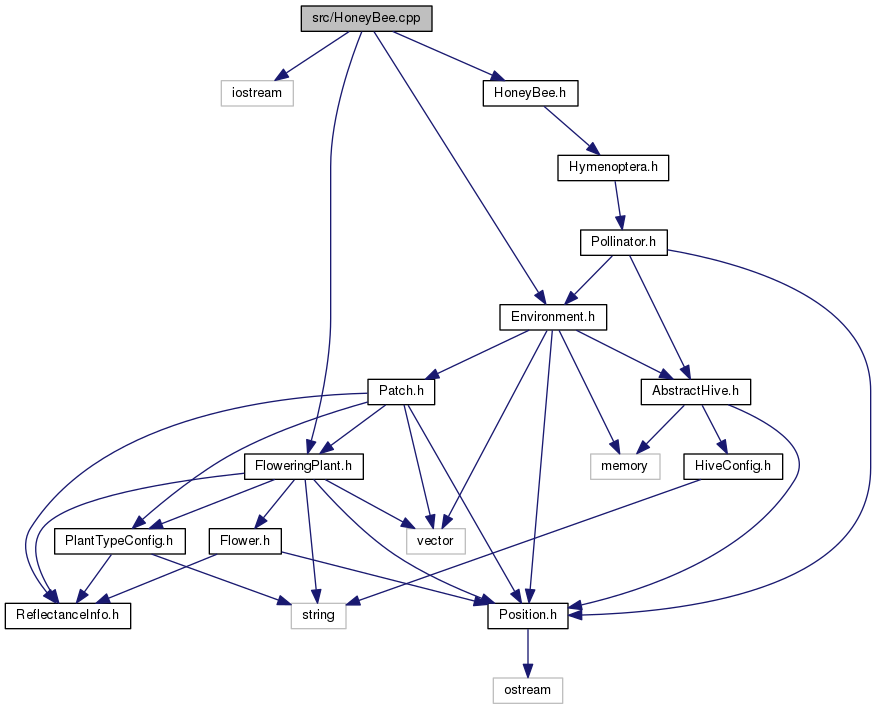 src/HoneyBee.cpp
iostream
HoneyBee.h
Hymenoptera.h
Pollinator.h
Environment.h
Patch.h
AbstractHive.h
FloweringPlant.h
memory
HiveConfig.h
PlantTypeConfig.h
Flower.h
vector
ReflectanceInfo.h
string
Position.h
ostream